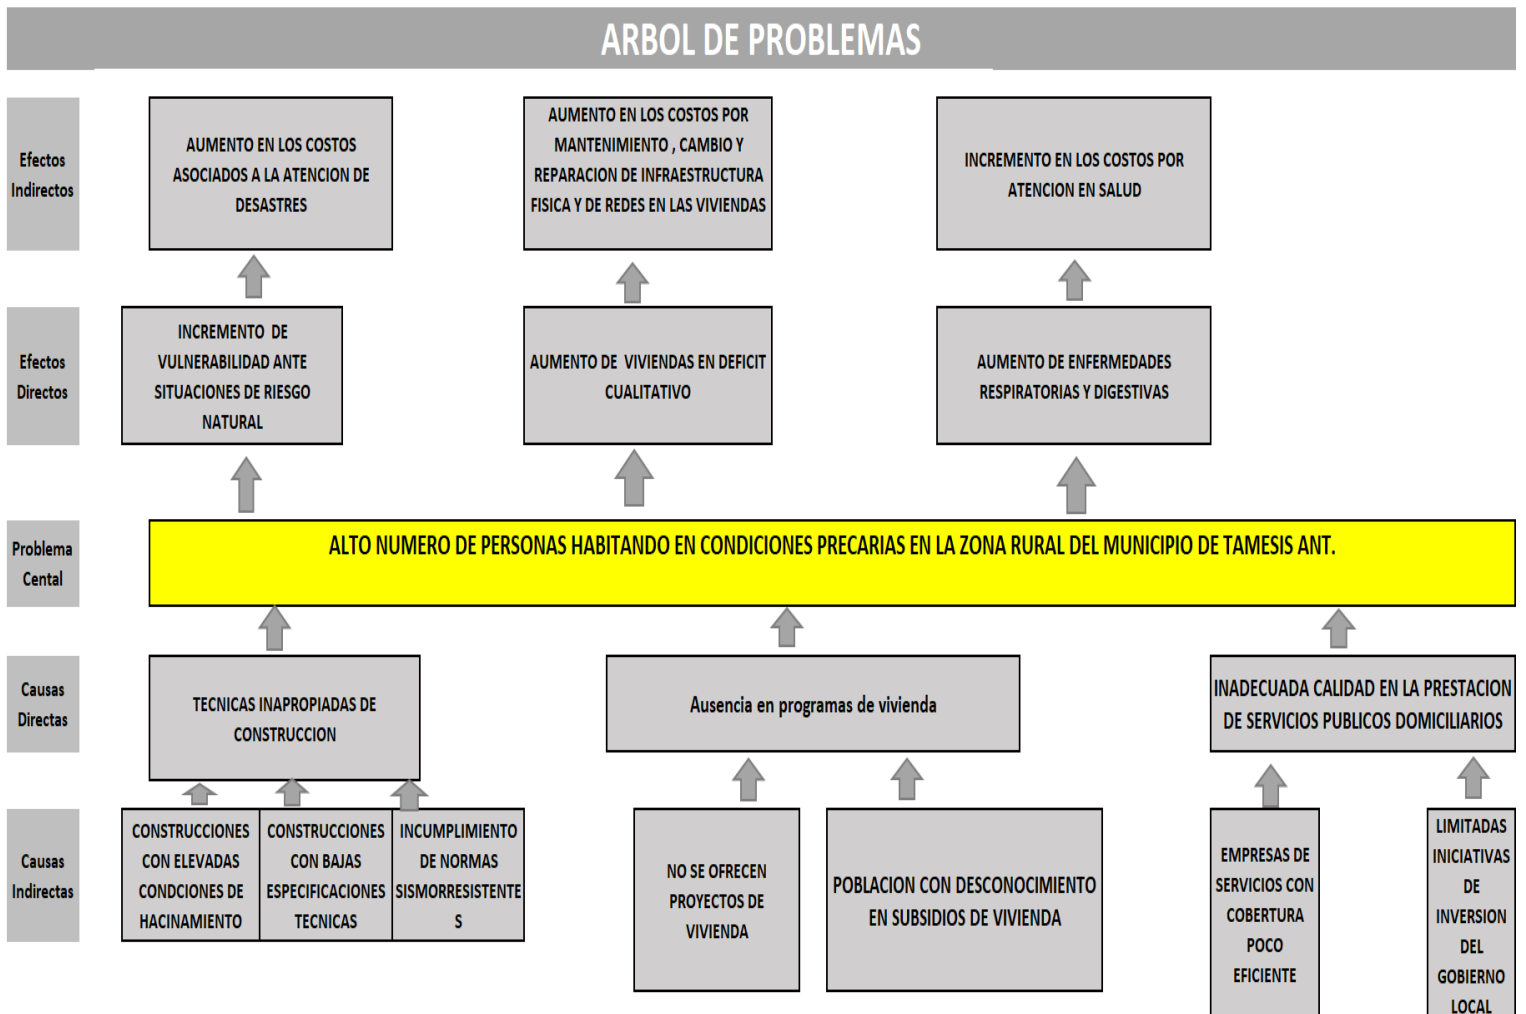 ARBOL DE PROBLEMAS
Efectos
Indirectos
AUMENTO EN LOS COSTOS
ASOCIADOS A LA ATENCION DE
DESASTRES
AUMENTO EN LOS COSTOS POR
MANTENIMIENTO , CAMBIO Y
REPARACION DE INFRAESTRUCTURA
FISICA Y DE REDES EN LAS VIVIENDAS
INCREMENTO EN LOS COSTOS POR
ATENCION EN SALUD
Efectos
Directos
INCREMENTO DE
VULNERABILIDAD ANTE
SITUACIONES DE RIESGO
NATURAL
AUMENTO DE VIVIENDAS EN DEFICIT
CUALITATIVO
AUMENTO DE ENFERMEDADES
RESPIRATORIAS Y DIGESTIVAS
Problema
Cental
ALTO NUMERO DE PERSONAS HABITANDO EN CONDICIONES PRECARIAS EN LA ZONA RURAL DEL MUNICIPIO DE TAMESIS ANT.
Causas
Directas
TECNICAS INAPROPIADAS DE
CONSTRUCCION
Ausencia en programas de vivienda
INADECUADA CALIDAD EN LA PRESTACION
DE SERVICIOS PUBLICOS DOMICILIARIOS
Causas
Indirectas
CONSTRUCCIONES
CON ELEVADAS
CONDCIONES DE
HACINAMIENTO
CONSTRUCCIONES
CON BAJAS
ESPECIFICACIONES
TECNICAS
INCUMPLIMIENTO
DE NORMAS
SISMORRESISTENTE
S
NO SE OFRECEN
PROYECTOS DE
VIVIENDA
POBLACION CON DESCONOCIMIENTO
EN SUBSIDIOS DE VIVIENDA
EMPRESAS DE
SERVICIOS CON
COBERTURA
POCO
EFICIENTE
LIMITADAS
INICIATIVAS
DE
INVERSION
DEL
GOBIERNO
LOCAL